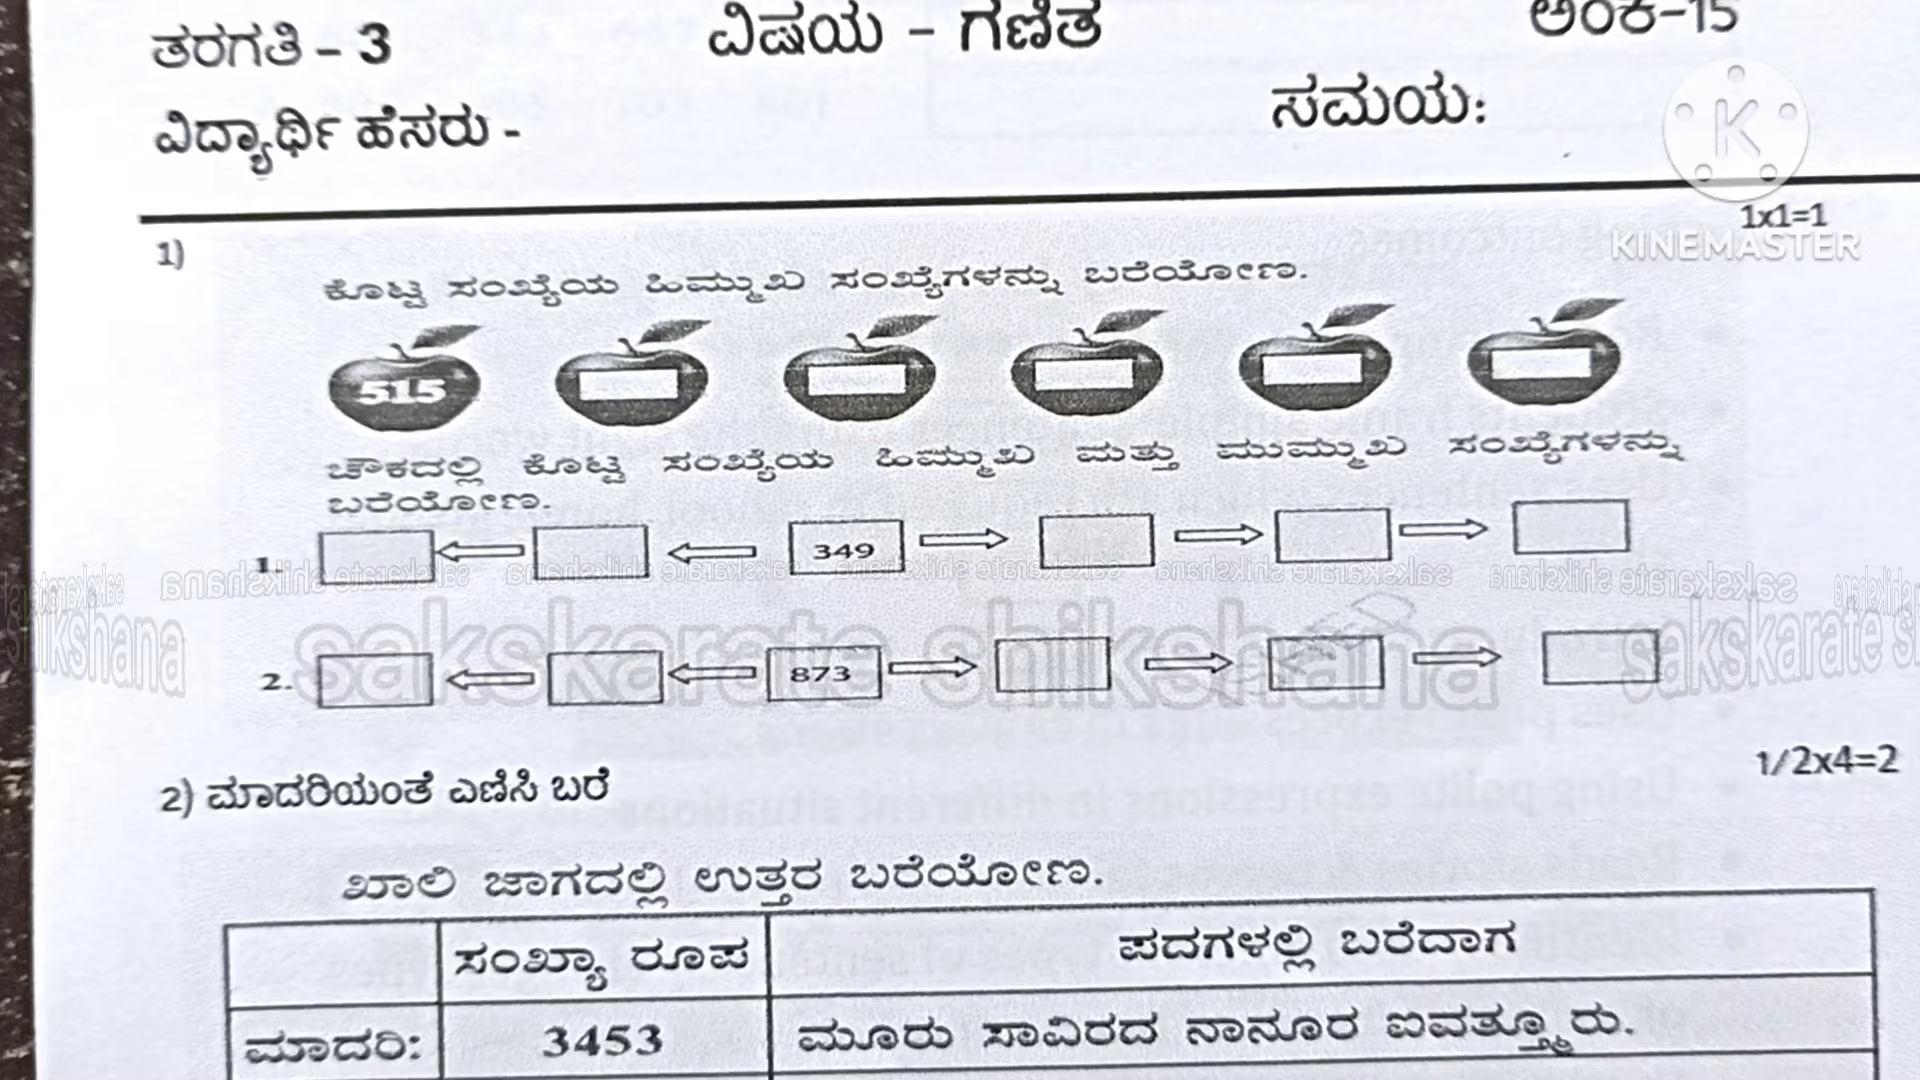 ತರಗತಿ – 3
ವಿಷಯ – ಗಣಿತ
ಅಂಕ-15
ವಿದ್ಯಾರ್ಥಿ ಹೆಸರು -
ಸಮಯ:
K
KINEMASTER
1x1=1
1)
ಕೊಟ್ಟ ಸಂಖ್ಯೆಯ ಹಿಮ್ಮುಖ ಸಂಖ್ಯೆಗಳನ್ನು ಬರೆಯೋಣ.
515
ಚೌಕದಲ್ಲಿ ಕೊಟ್ಟ ಸಂಖ್ಯೆಯ ಹಿಮ್ಮುಖ ಮತ್ತು ಮುಮ್ಮುಖ ಸಂಖ್ಯೆಗಳನ್ನು
ಬರೆಯೋಣ.
1. 349
sakskarate shikshana
2. 873
1/2x4=2
2) ಮಾದರಿಯಂತೆ ಎಣಿಸಿ ಬರೆ
ಖಾಲಿ ಜಾಗದಲ್ಲಿ ಉತ್ತರ ಬರೆಯೋಣ.
ಸಂಖ್ಯಾ ರೂಪ ಪದಗಳಲ್ಲಿ ಬರೆದಾಗ
ಮಾದರಿ: 3453 ಮೂರು ಸಾವಿರದ ನಾನೂರ ಐವತ್ಮೂರು.